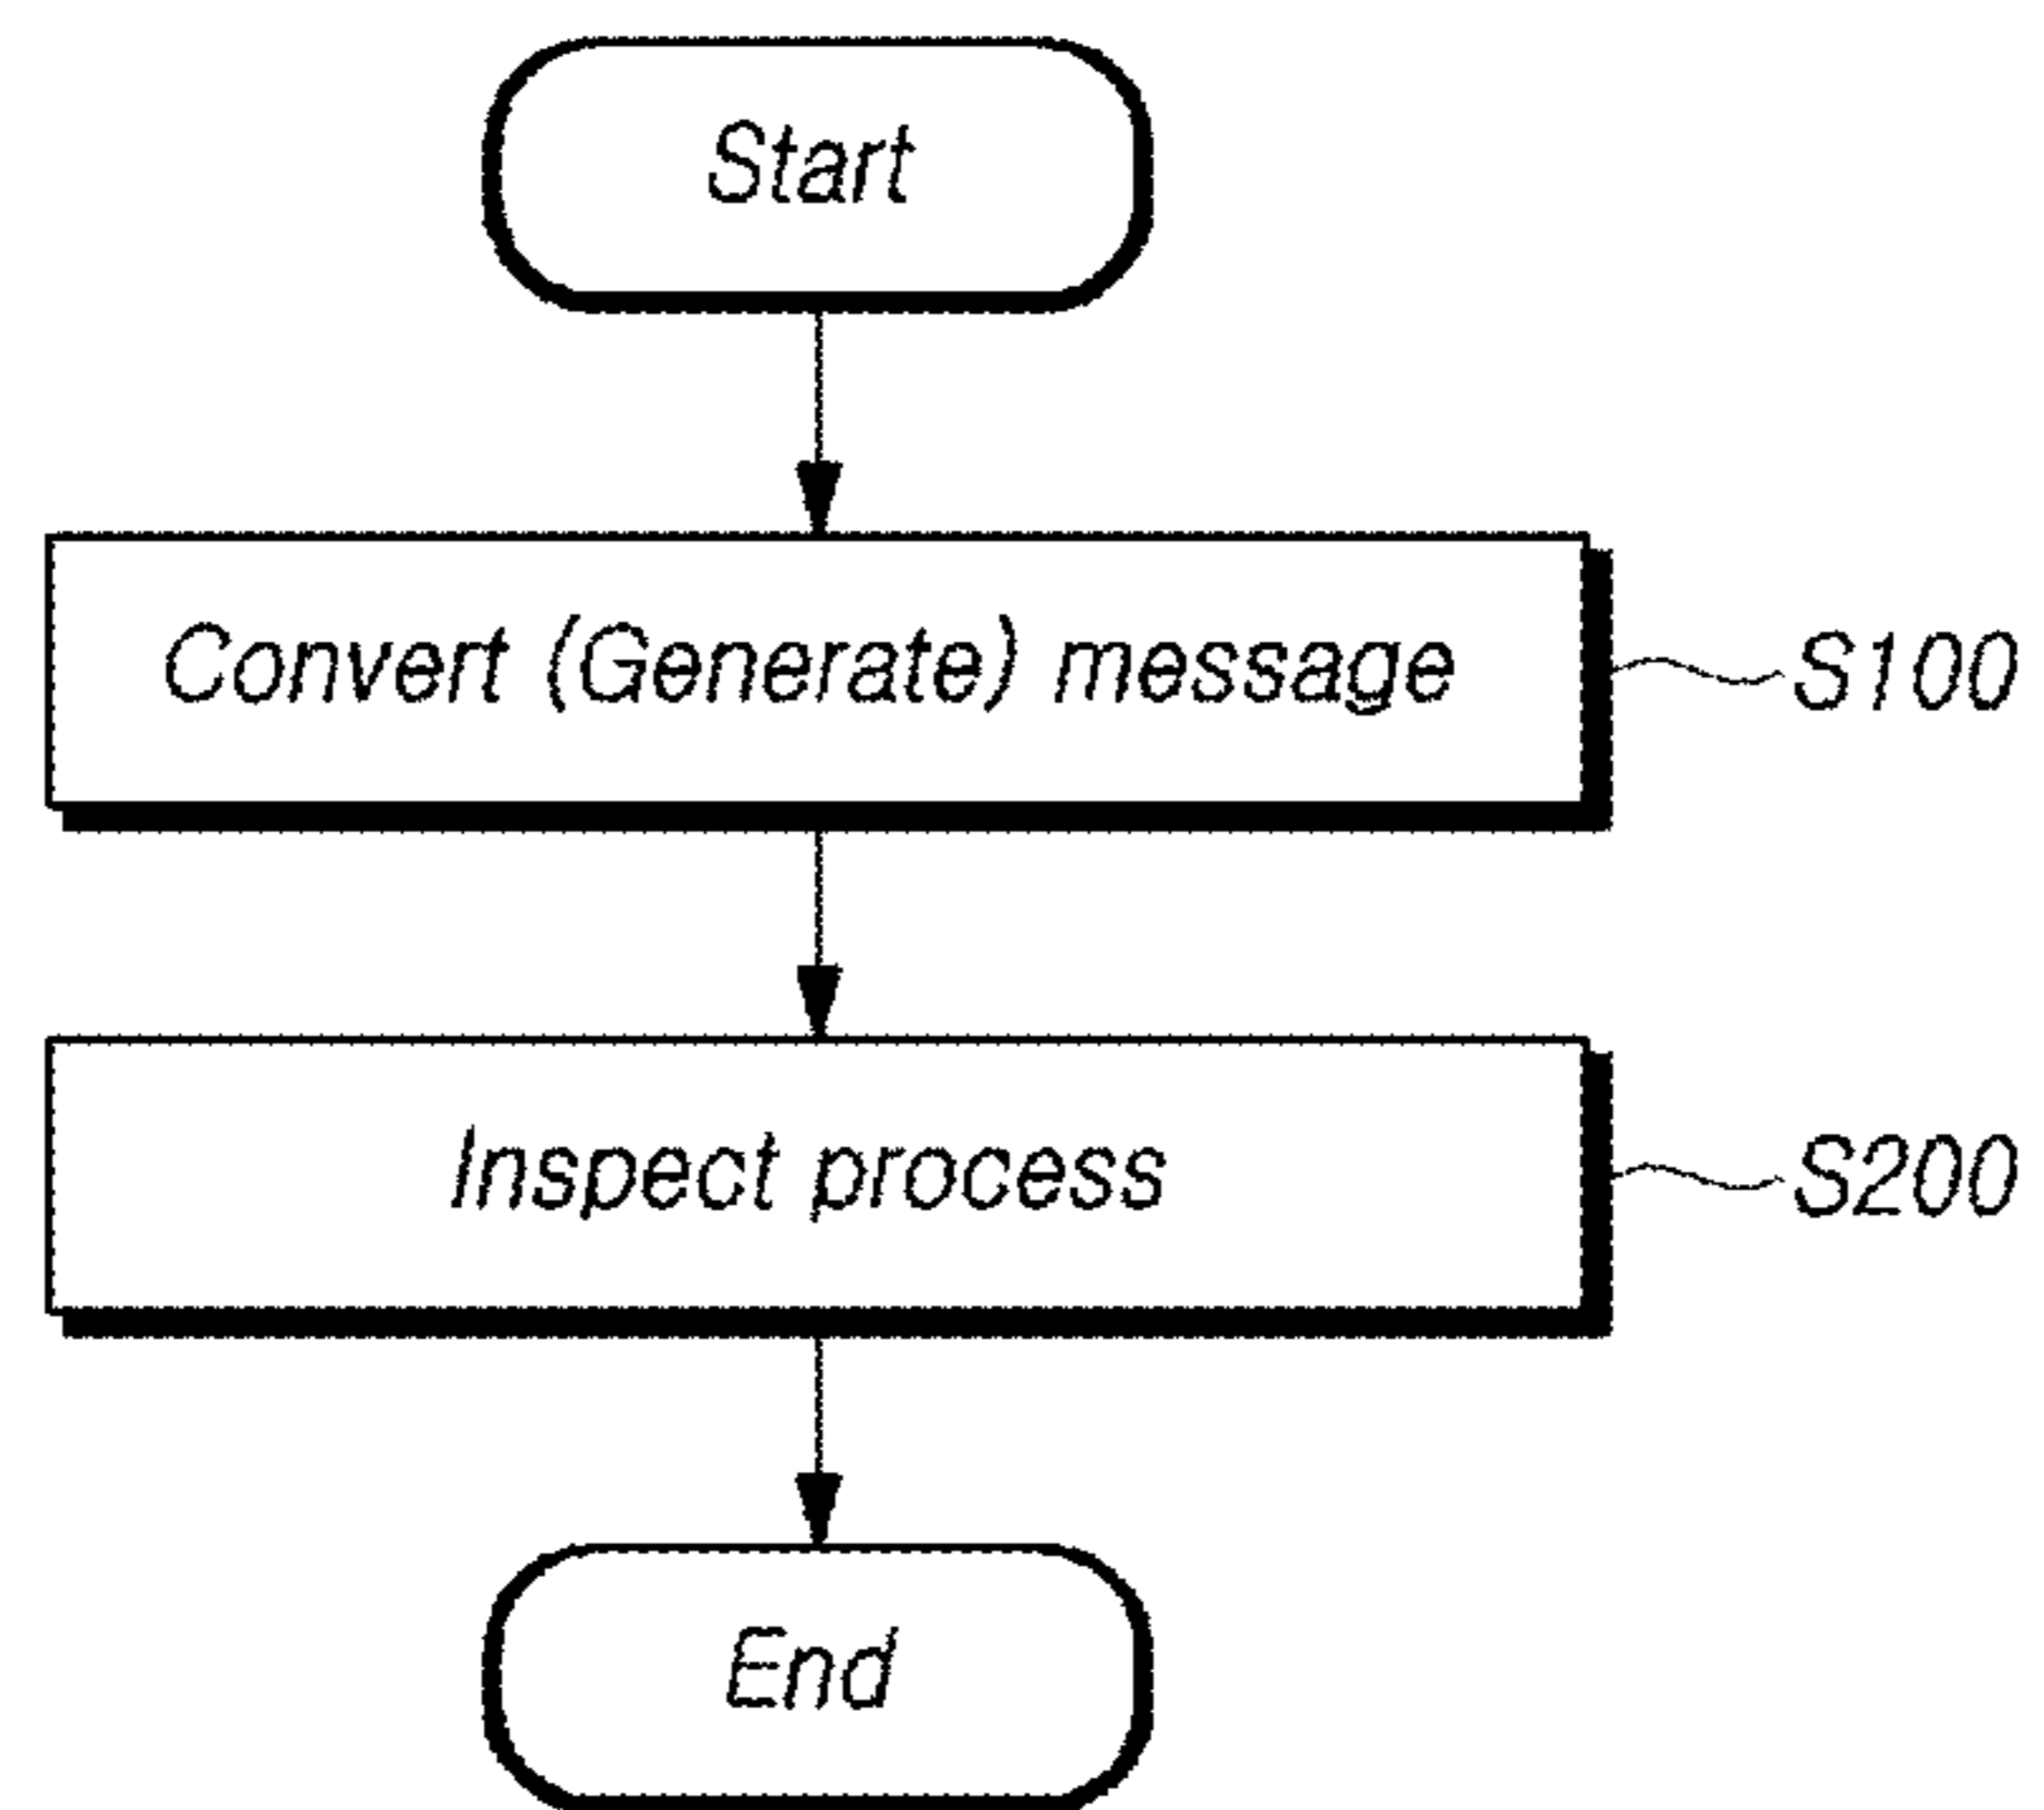 Start
Convert (Generate) message
S100
Inspect process
S200
End